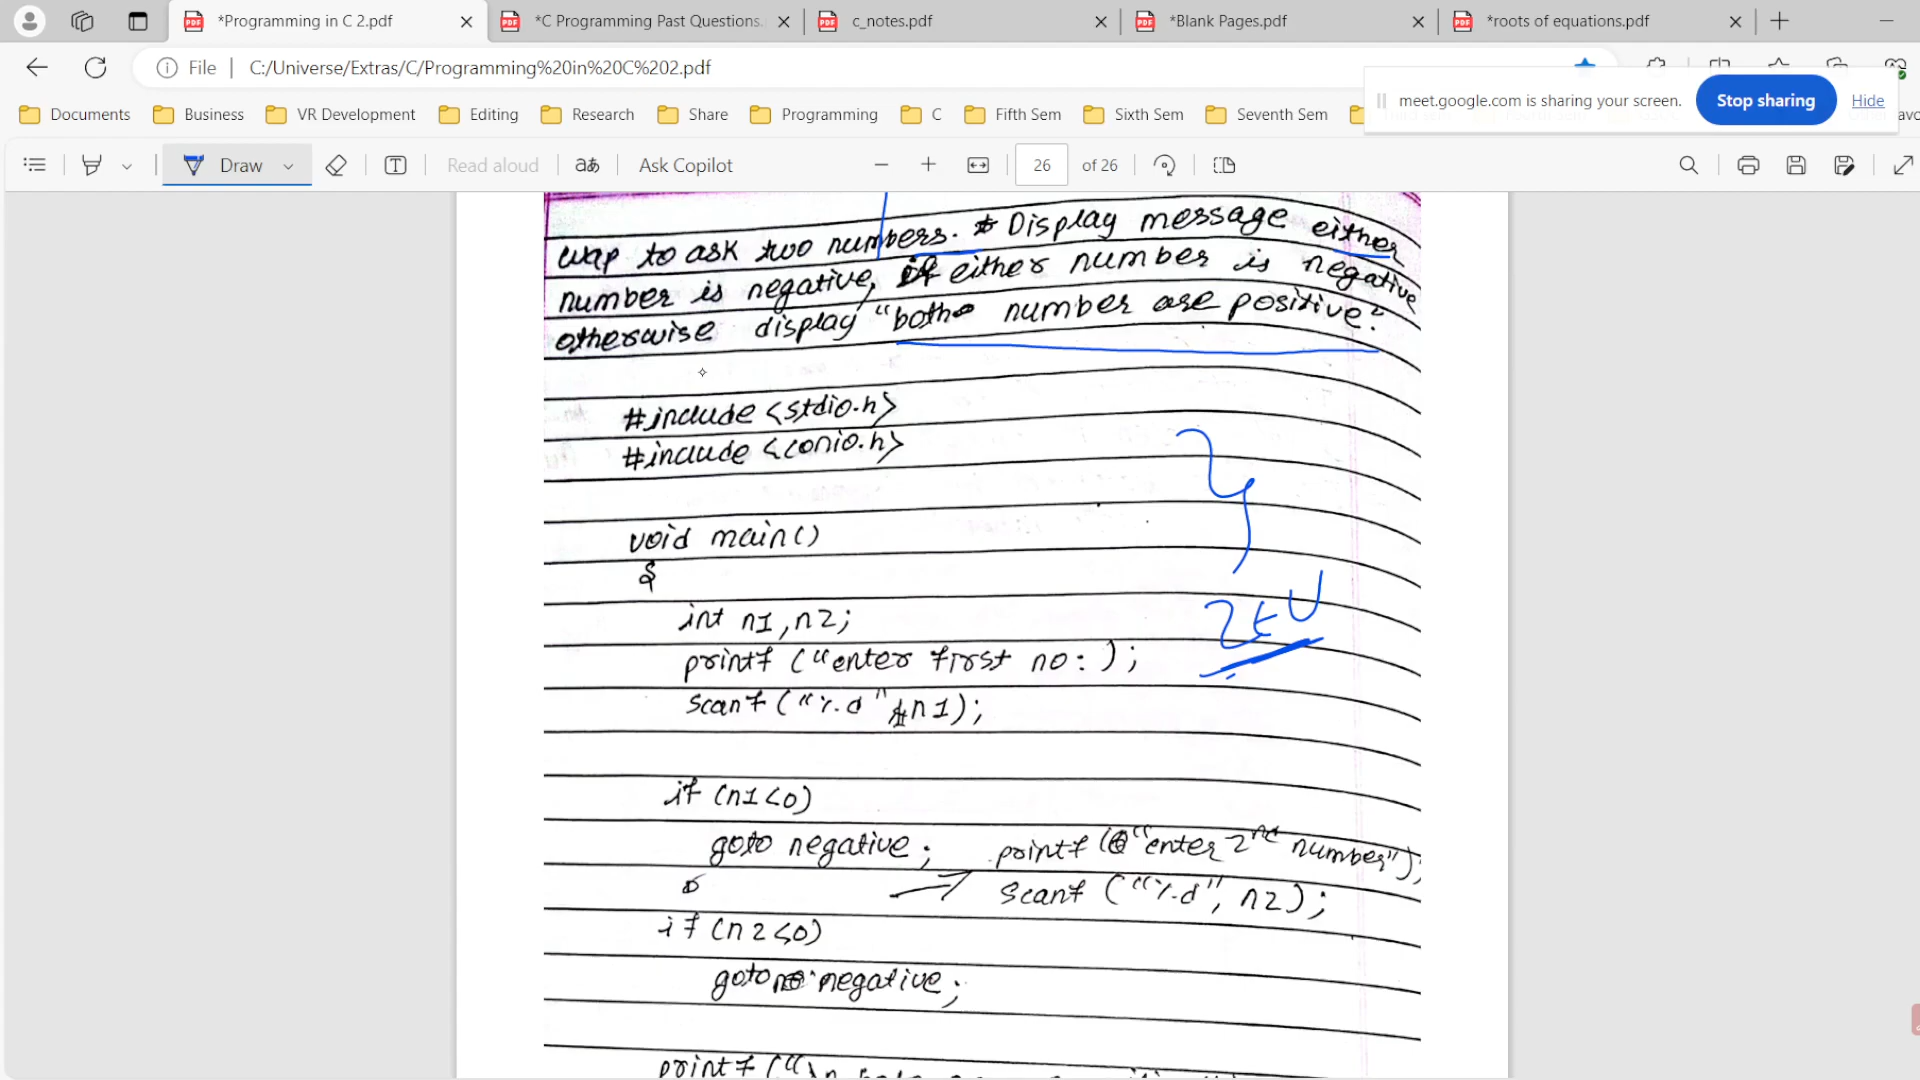 *Programming in C 2.pdf
*C Programming Past Questions.
c_notes.pdf
*Blank Pages.pdf
*roots of equations.pdf
File
C:/Universe/Extras/C/Programming%20in%20C%202.pdf
meet.google.com is sharing your screen.
Stop sharing
Hide
Documents
Business
VR Development
Editing
Research
Share
Programming
C
Fifth Sem
Sixth Sem
Seventh Sem
Draw
Read aloud
aあ
Ask Copilot
26
of 26
wap to ask two numbers. Display message either
number is negative, if either number is negative
otherwise display "both number are positive".
#include <stdio.h>
#include <conio.h>
void main()
{
int n1, n2;
printf ("enter first no: );
scanf ("%d" &n1);
if (n1<0)
goto negative;
printf ("enter 2nd number");
scanf ("%d", n2);
if (n2<0)
goto negative;
printf ("\n